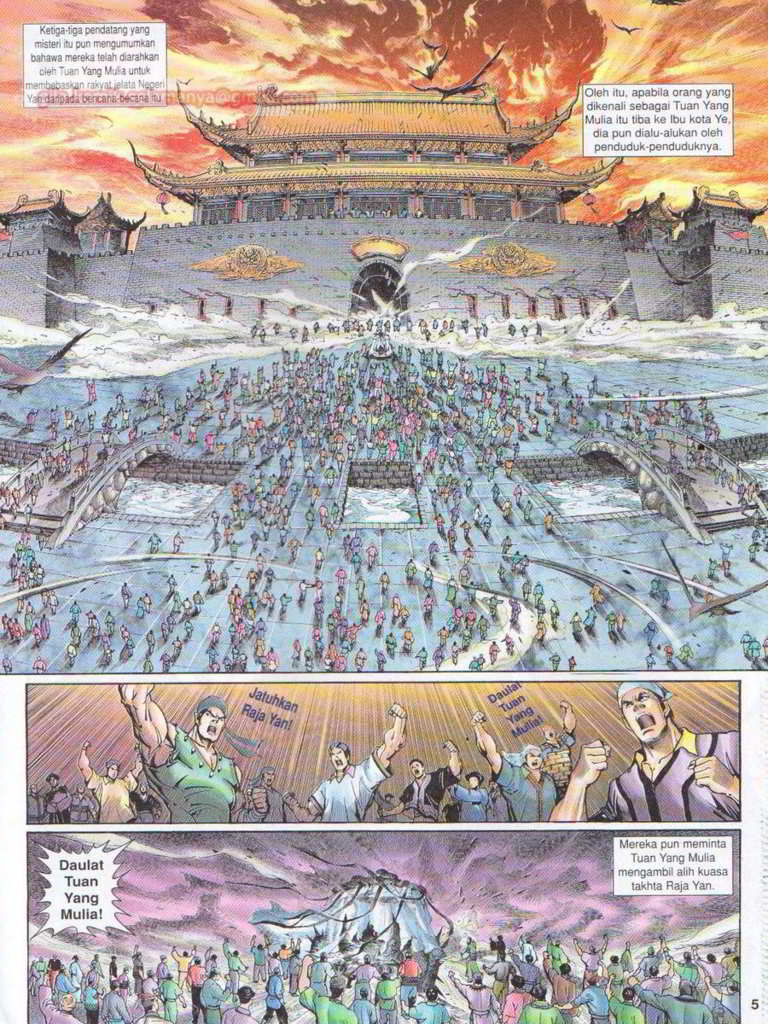 Ketiga-tiga pendatang yang
misteri itu pun mengumumkan
bahawa mereka telah diarahkan
oleh Tuan Yang Mulia untuk
membebaskan rakyat jelata Negeri
Yan daripada bencana-becana itu
Oleh itu, apabila orang yang
dikenali sebagai Tuan Yang
Mulia itu tiba ke Ibu kota Ye,
dia pun dialu-alukan oleh
penduduk-penduduknya.
Jatuhkan
Raja Yan!
Daulat
Tuan
Yang
Mulia!
Daulat
Tuan
Yang
Mulia!
Mereka pun meminta
Tuan Yang Mulia
mengambil alih kuasa
takhta Raja Yan.
5